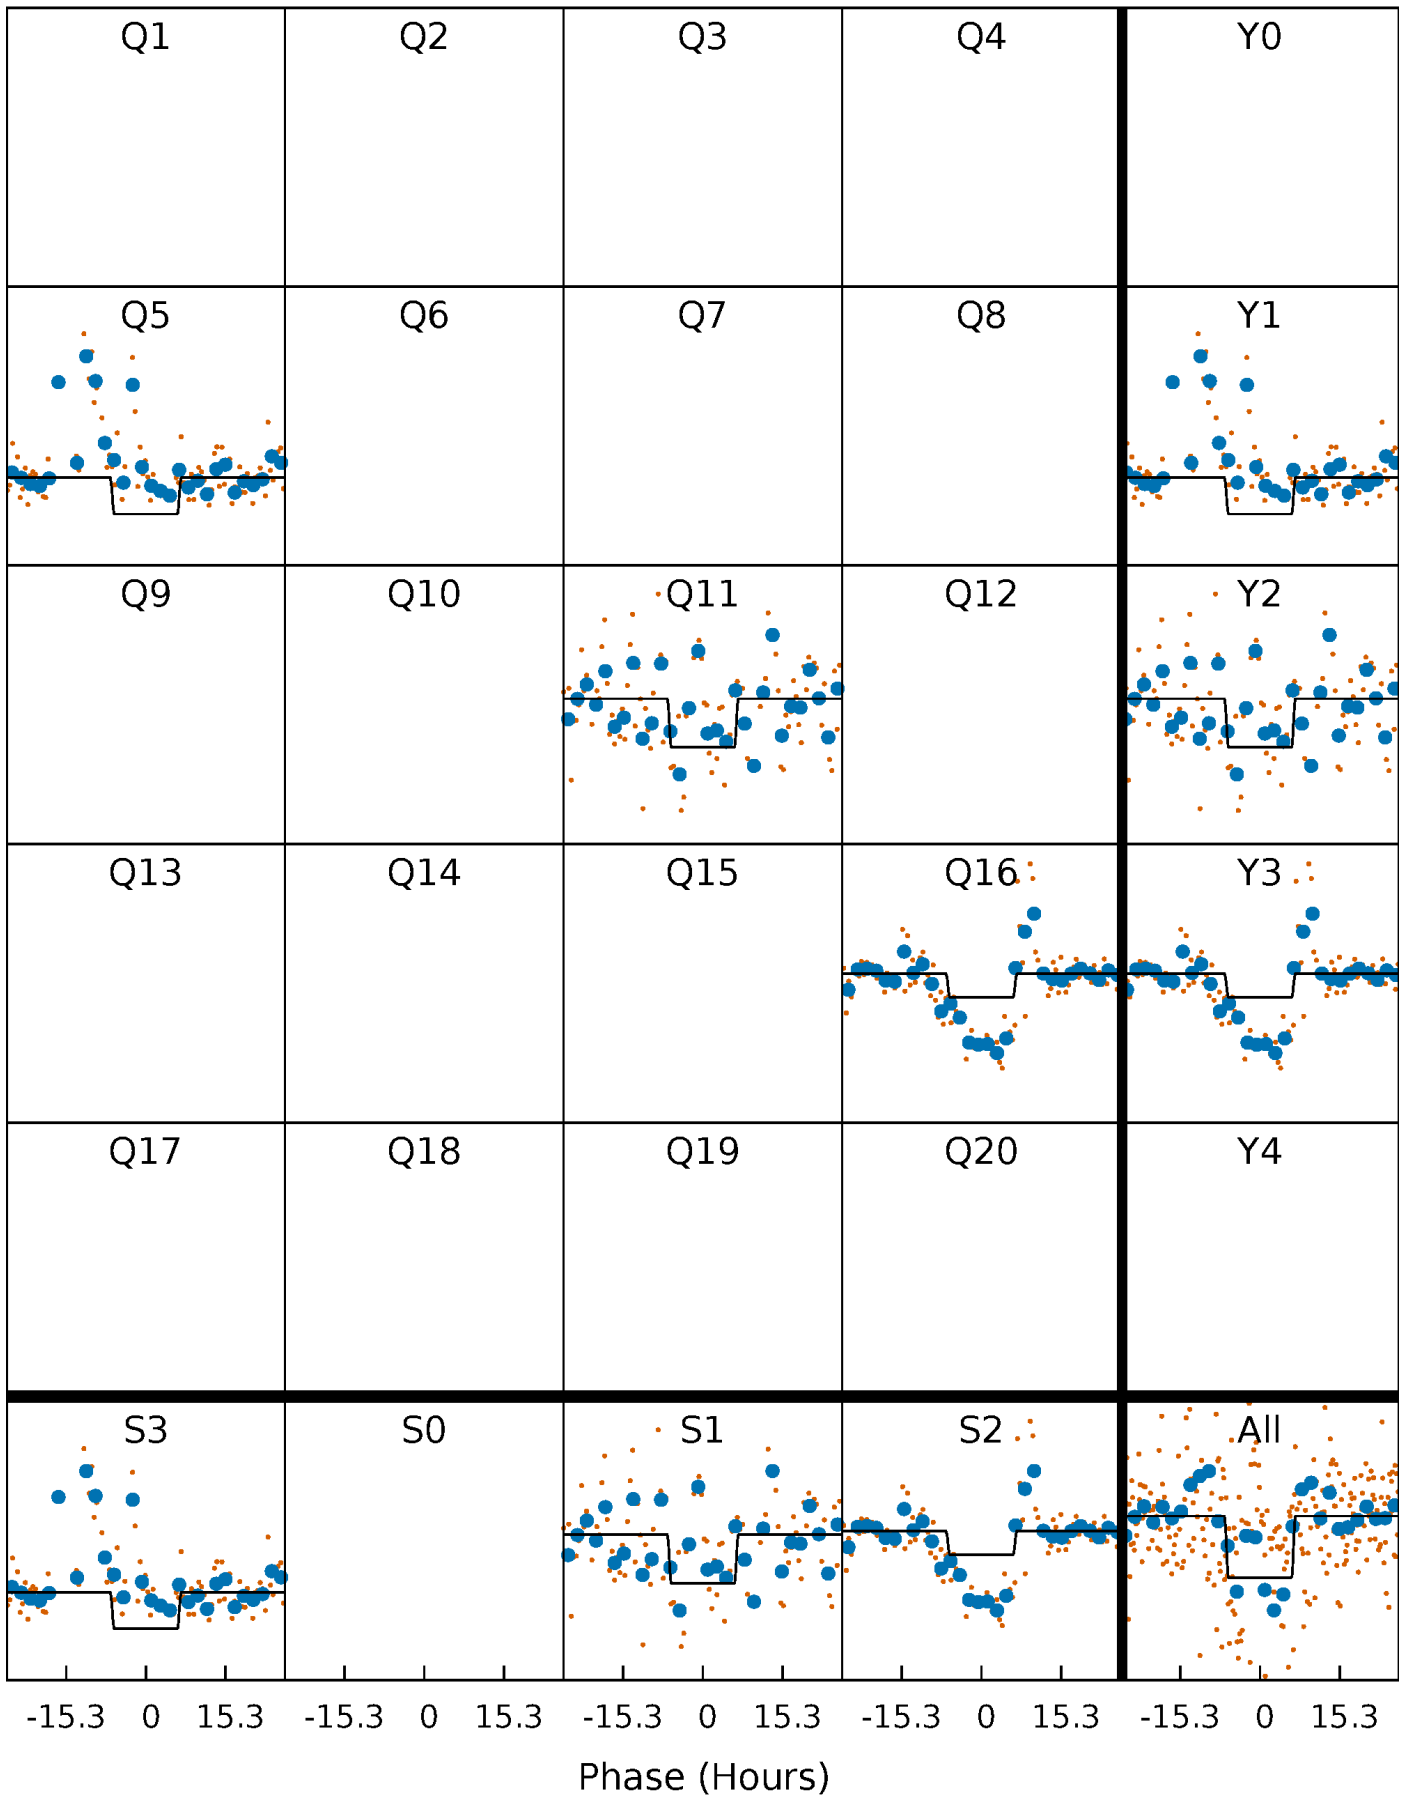 Q1 Q2 Q3 Q4 Y0
Q5 Q6 Q7 Q8 Y1
Q9 Q10 Q11 Q12 Y2
Q13 Q14 Q15 Q16 Y3
Q17 Q18 Q19 Q20 Y4
S3 S0 S1 S2 All
-15.3 0 15.3 -15.3 0 15.3 -15.3 0 15.3 -15.3 0 15.3 -15.3 0 15.3
Phase (Hours)